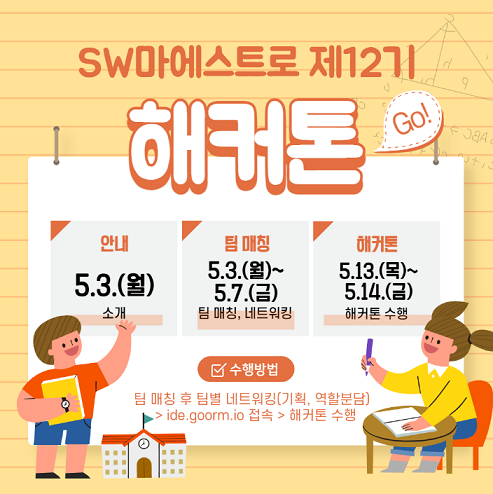 SW마에스트로 제12기
해커톤
Go!
안내
5.3.(월)
소개
팀 매칭
5.3.(월)~
5.7.(금)
팀 매칭, 네트워킹
해커톤
5.13.(목)~
5.14.(금)
해커톤 수행
수행방법
팀 매칭 후 팀별 네트워킹(기획, 역할분담)
> ide.goorm.io 접속 > 해커톤 수행